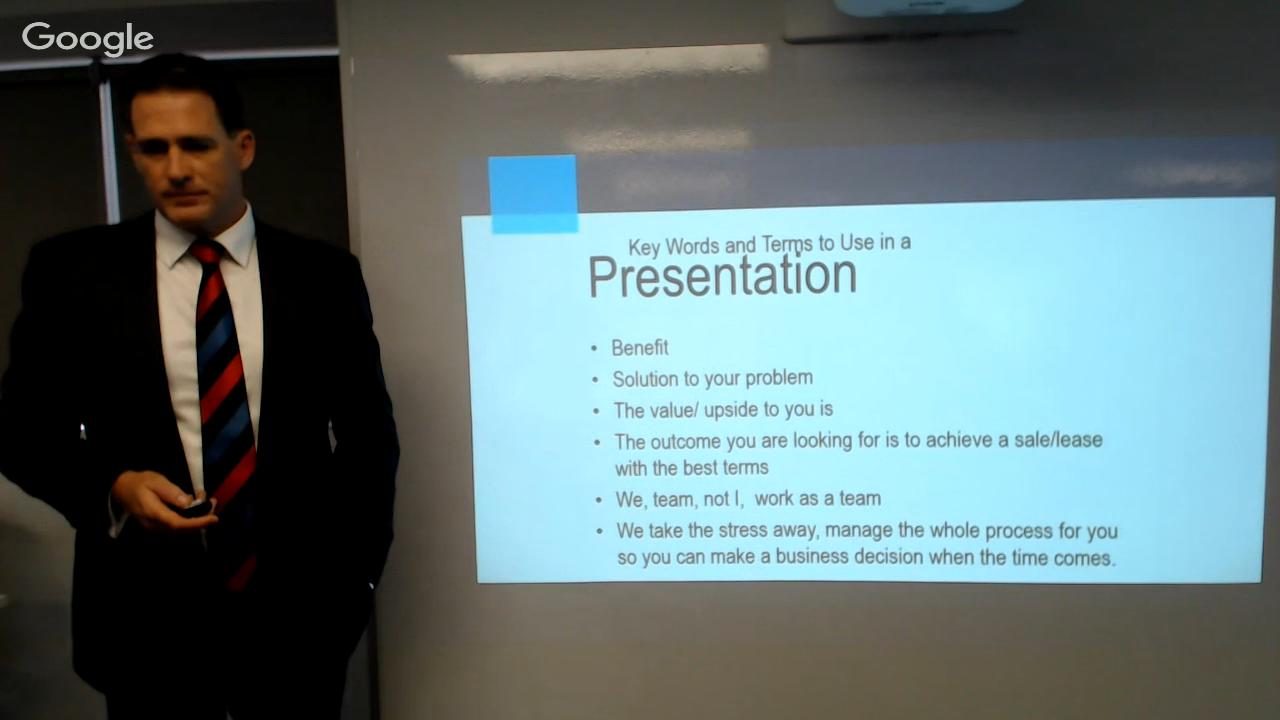 Google
Key Words and Terms to Use in a
Presentation
• Benefit
• Solution to your problem
• The value/ upside to you is
• The outcome you are looking for is to achieve a sale/lease
with the best terms
• We, team, not I, work as a team
• We take the stress away, manage the whole process for you
so you can make a business decision when the time comes.